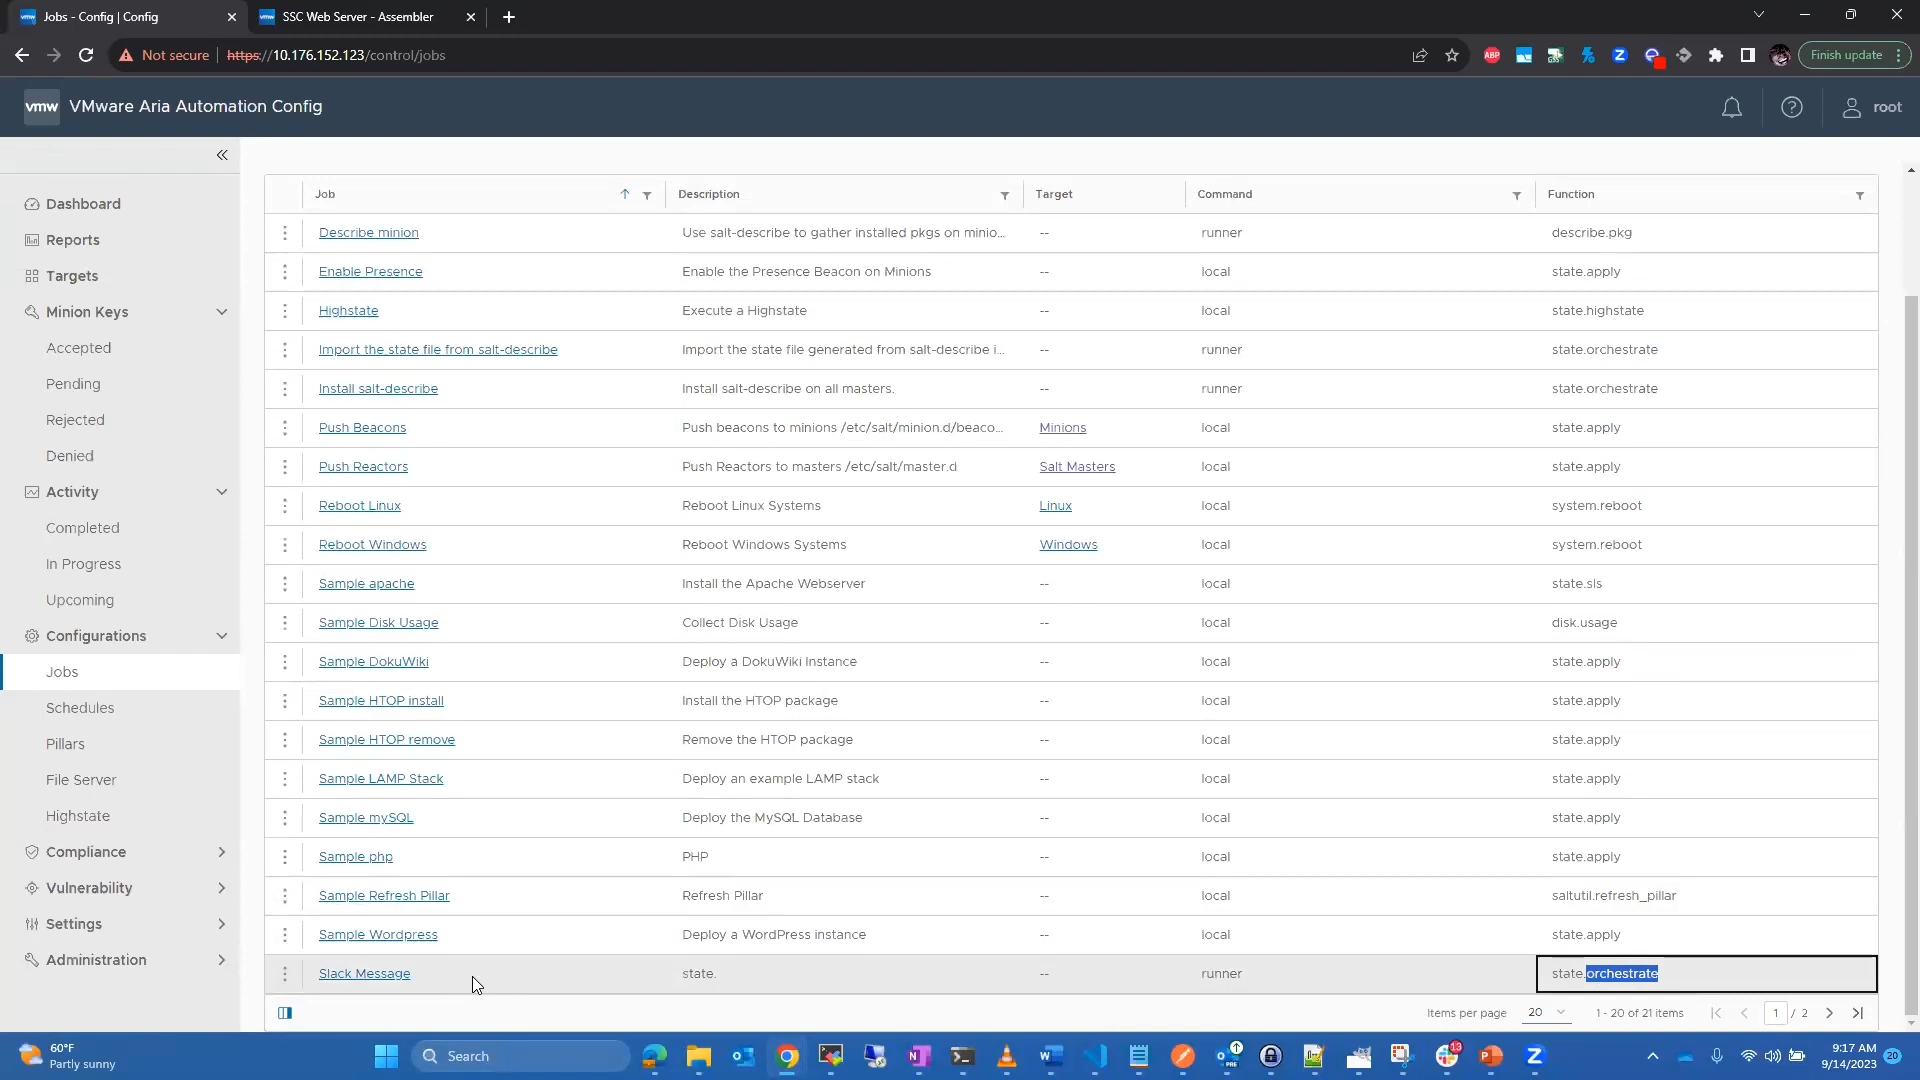 Jobs - Config | Config
SSC Web Server - Assembler
Not secure
https://10.176.152.123/control/jobs
ABP
Finish update
vmw
VMware Aria Automation Config
root
Dashboard
Reports
Targets
Minion Keys
Accepted
Pending
Rejected
Denied
Activity
Completed
In Progress
Upcoming
Configurations
Jobs
Schedules
Pillars
File Server
Highstate
Compliance
Vulnerability
Settings
Administration
Job Description Target Command Function
Describe minion Use salt-describe to gather installed pkgs on minio... -- runner describe.pkg
Enable Presence Enable the Presence Beacon on Minions -- local state.apply
Highstate Execute a Highstate -- local state.highstate
Import the state file from salt-describe Import the state file generated from salt-describe i... -- runner state.orchestrate
Install salt-describe Install salt-describe on all masters. -- runner state.orchestrate
Push Beacons Push beacons to minions /etc/salt/minion.d/beaco... Minions local state.apply
Push Reactors Push Reactors to masters /etc/salt/master.d Salt Masters local state.apply
Reboot Linux Reboot Linux Systems Linux local system.reboot
Reboot Windows Reboot Windows Systems Windows local system.reboot
Sample apache Install the Apache Webserver -- local state.sls
Sample Disk Usage Collect Disk Usage -- local disk.usage
Sample DokuWiki Deploy a DokuWiki Instance -- local state.apply
Sample HTOP install Install the HTOP package -- local state.apply
Sample HTOP remove Remove the HTOP package -- local state.apply
Sample LAMP Stack Deploy an example LAMP stack -- local state.apply
Sample mySQL Deploy the MySQL Database -- local state.apply
Sample php PHP -- local state.apply
Sample Refresh Pillar Refresh Pillar -- local saltutil.refresh_pillar
Sample Wordpress Deploy a WordPress instance -- local state.apply
Slack Message state. -- runner state.orchestrate
Items per page 20 1 - 20 of 21 items 1 / 2
60°F
Partly sunny
Search
PRE
13
9:17 AM
9/14/2023
20